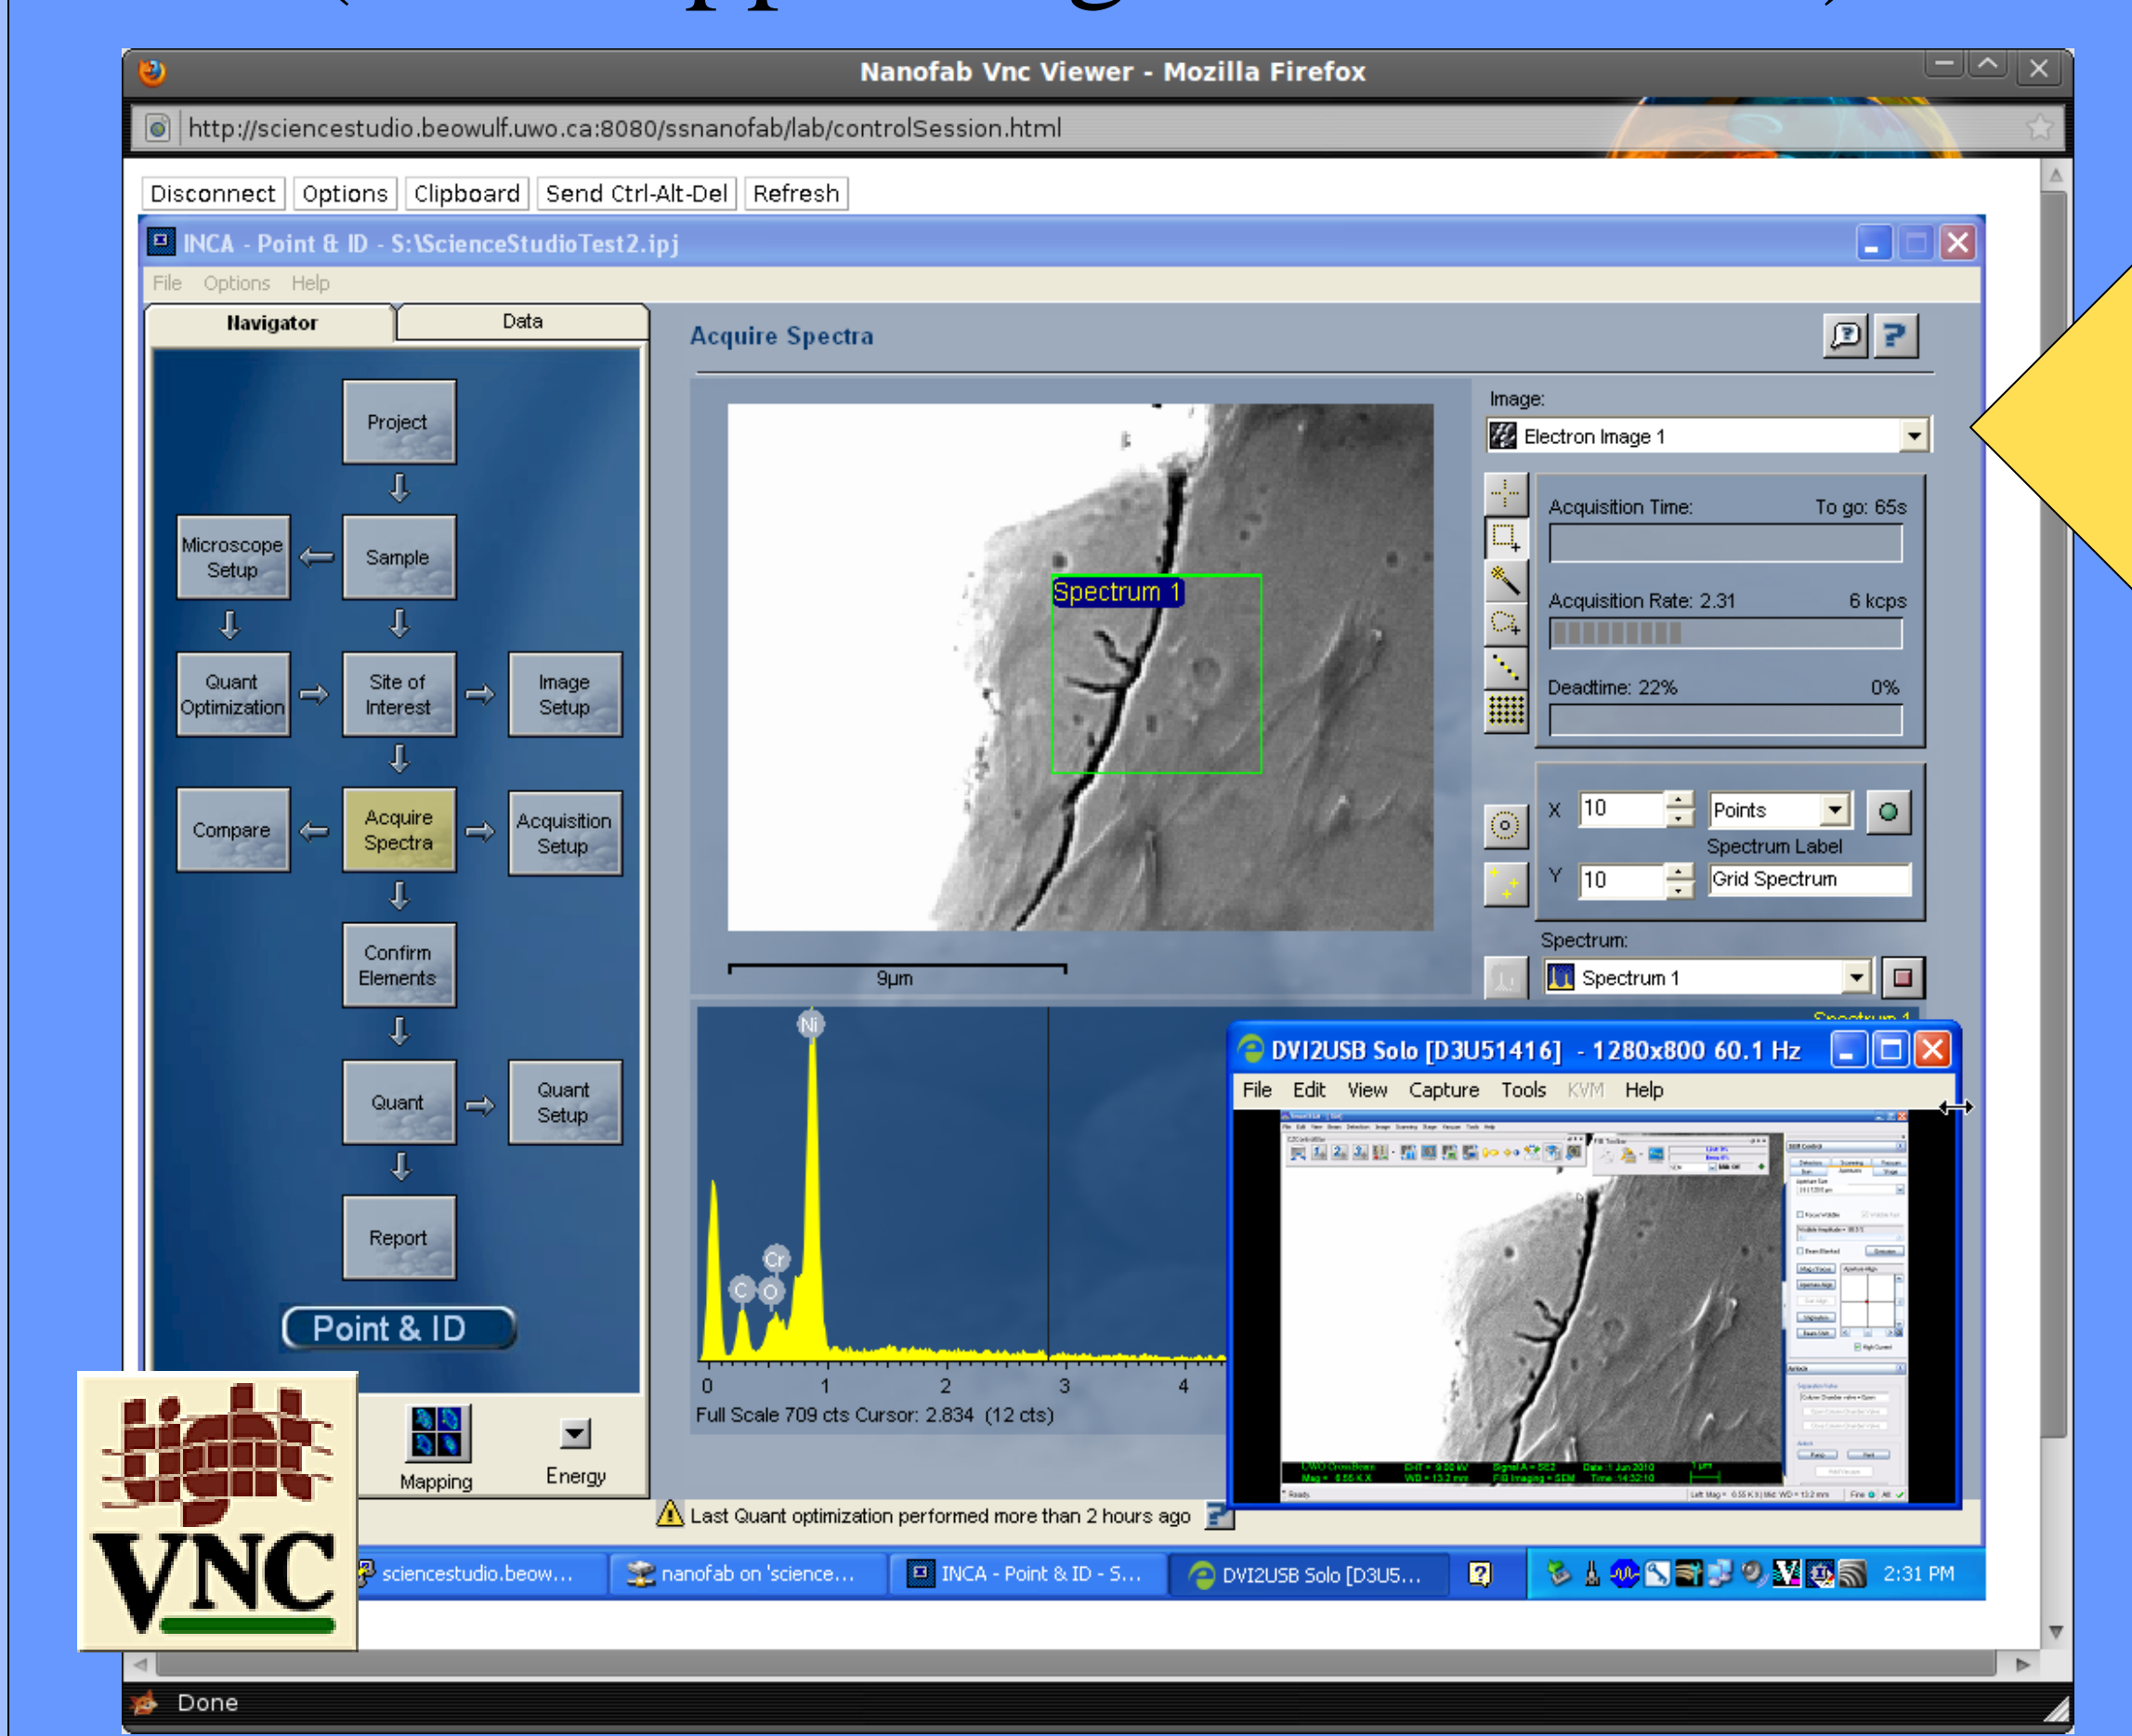 Nanofab Vnc Viewer - Mozilla Firefox
http://sciencestudio.beowulf.uwo.ca:8080/ssnanofab/lab/controlSession.html
Disconnect Options Clipboard Send Ctrl-Alt-Del Refresh
INCA - Point & ID - S:\ScienceStudioTest2.ipj
File Options Help
Navigator Data
Project
Microscope Setup
Sample
Quant Optimization
Site of Interest
Image Setup
Compare
Acquire Spectra
Acquisition Setup
Confirm Elements
Quant
Quant Setup
Report
Point & ID
Mapping
Energy
Acquire Spectra
Spectrum 1
9µm
Image:
Electron Image 1
Acquisition Time: To go: 65s
Acquisition Rate: 2.31 6 kcps
Deadtime: 22% 0%
X 10 Points
Spectrum Label
Y 10 Grid Spectrum
Spectrum:
Spectrum 1
Spectrum 1
Ni
Cr
C O
0 1 2 3 4
Full Scale 709 cts Cursor: 2.834 (12 cts)
DVI2USB Solo [D3U51416] - 1280x800 60.1 Hz
File Edit View Capture Tools KVM Help
Last Quant optimization performed more than 2 hours ago
tight
VNC
sciencestudio.beow... nanofab on 'science... INCA - Point & ID - S... DVI2USB Solo [D3U5... 2:31 PM
Done